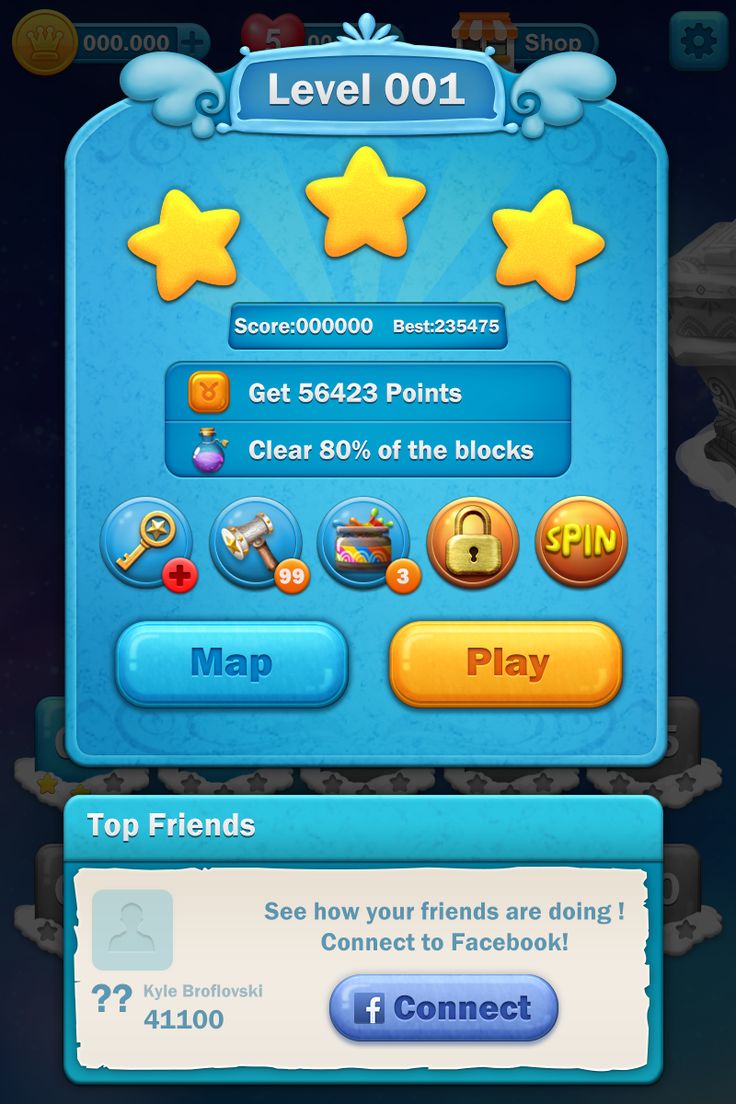 000.000
5
Shop
Level 001
Score:000000 Best:235475
Get 56423 Points
Clear 80% of the blocks
99
3
SPIN
Map
Play
Top Friends
See how your friends are doing !
Connect to Facebook!
??
Kyle Broflovski
41100
f Connect